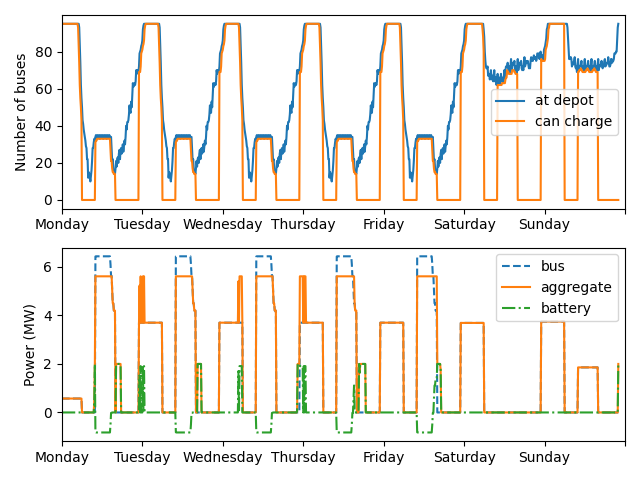 Number of buses
80
60
40
20
0
at depot
can charge
Monday Tuesday Wednesday Thursday Friday Saturday Sunday
Power (MW)
6
4
2
0
bus
aggregate
battery
Monday Tuesday Wednesday Thursday Friday Saturday Sunday